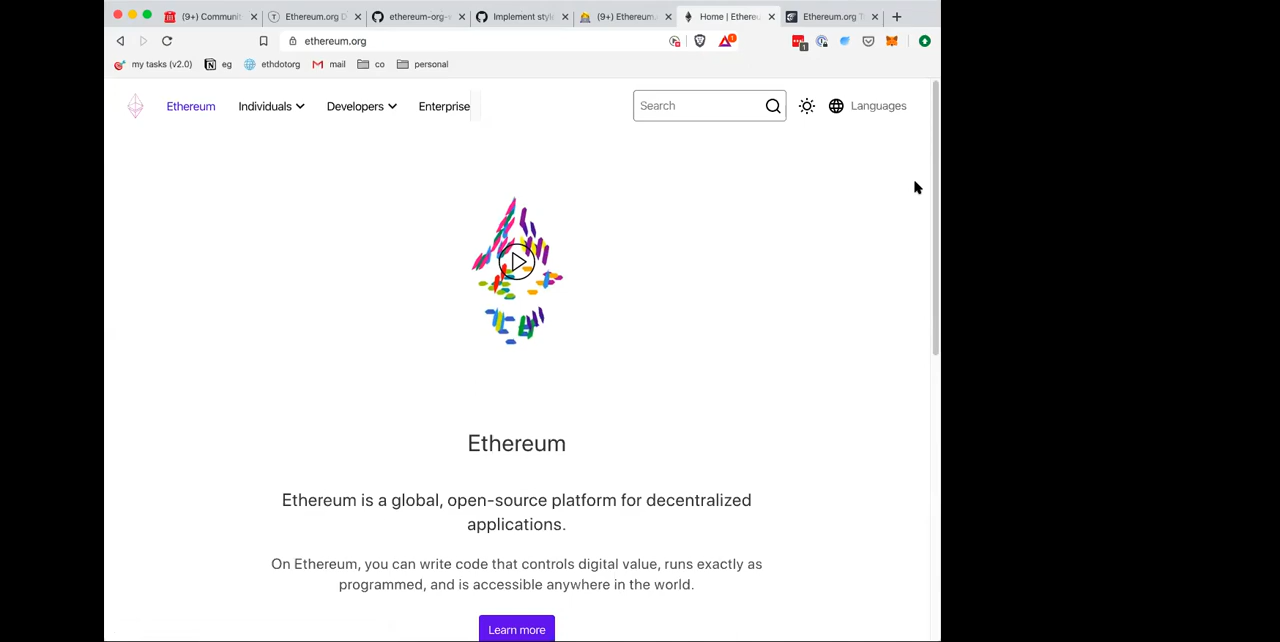 (9+) Communit
Ethereum.org D
ethereum-org-
Implement styl
(9+) Ethereum.
Home | Ethere
Ethereum.org T
ethereum.org
1
1
my tasks (v2.0)
eg
ethdotorg
mail
co
personal
Ethereum
Individuals
Developers
Enterprise
Search
Languages
Ethereum
Ethereum is a global, open-source platform for decentralized
applications.
On Ethereum, you can write code that controls digital value, runs exactly as
programmed, and is accessible anywhere in the world.
Learn more